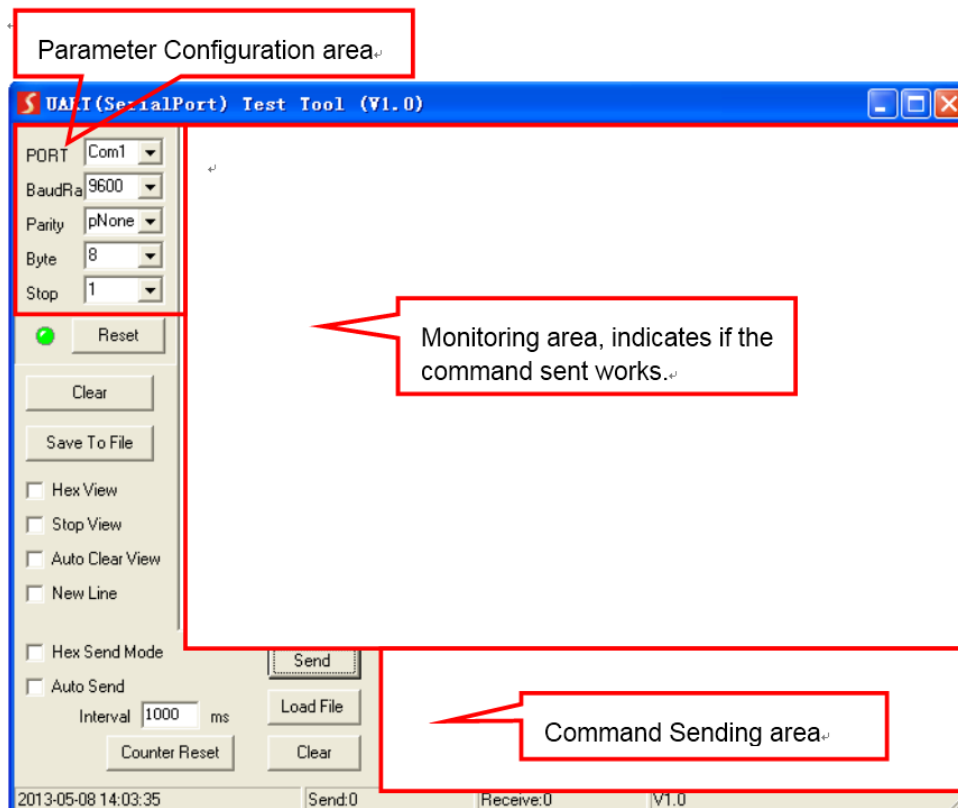 Parameter Configuration area
UART(SerialPort) Test Tool (V1.0)
PORT Com1
BaudRa 9600
Parity pNone
Byte 8
Stop 1
Reset
Clear
Save To File
Hex View
Stop View
Auto Clear View
New Line
Monitoring area, indicates if the
command sent works.
Hex Send Mode
Send
Auto Send
Interval 1000 ms
Load File
Counter Reset
Clear
Command Sending area
2013-05-08 14:03:35 Send:0 Receive:0 V1.0